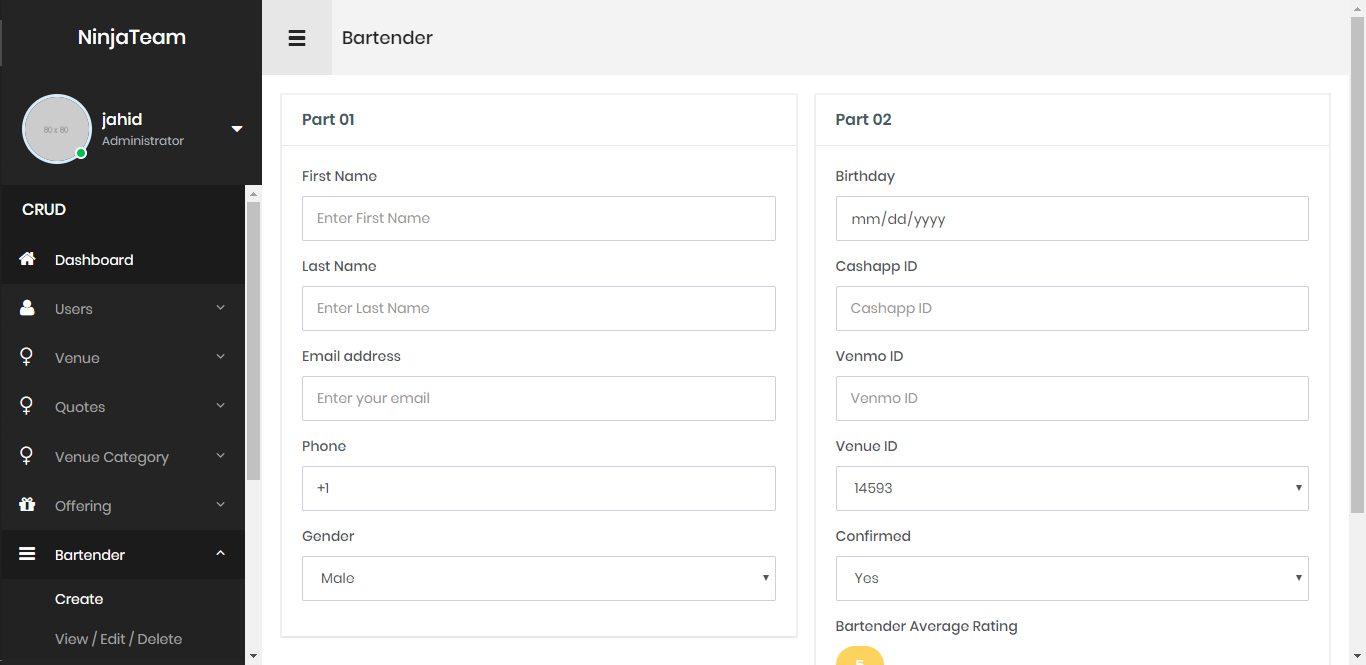 NinjaTeam
80 x 80
jahid
Administrator
CRUD
Dashboard
Users
Venue
Quotes
Venue Category
Offering
Bartender
Create
View / Edit / Delete
Bartender
Part 01
First Name
Enter First Name
Last Name
Enter Last Name
Email address
Enter your email
Phone
+1
Gender
Male
Part 02
Birthday
mm/dd/yyyy
Cashapp ID
Cashapp ID
Venmo ID
Venmo ID
Venue ID
14593
Confirmed
Yes
Bartender Average Rating